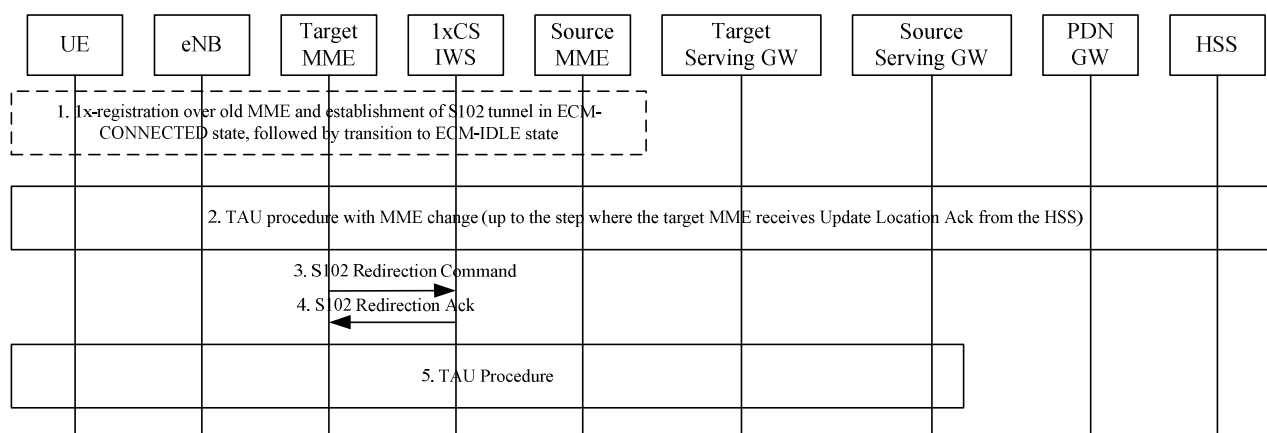 UE
eNB
Target
MME
1xCS
IWS
Source
MME
Target
Serving GW
Source
Serving GW
PDN
GW
HSS
1. 1x-registration over old MME and establishment of S102 tunnel in ECM-
CONNECTED state, followed by transition to ECM-IDLE state
2. TAU procedure with MME change (up to the step where the target MME receives Update Location Ack from the HSS)
3. S102 Redirection Command
4. S102 Redirection Ack
5. TAU Procedure